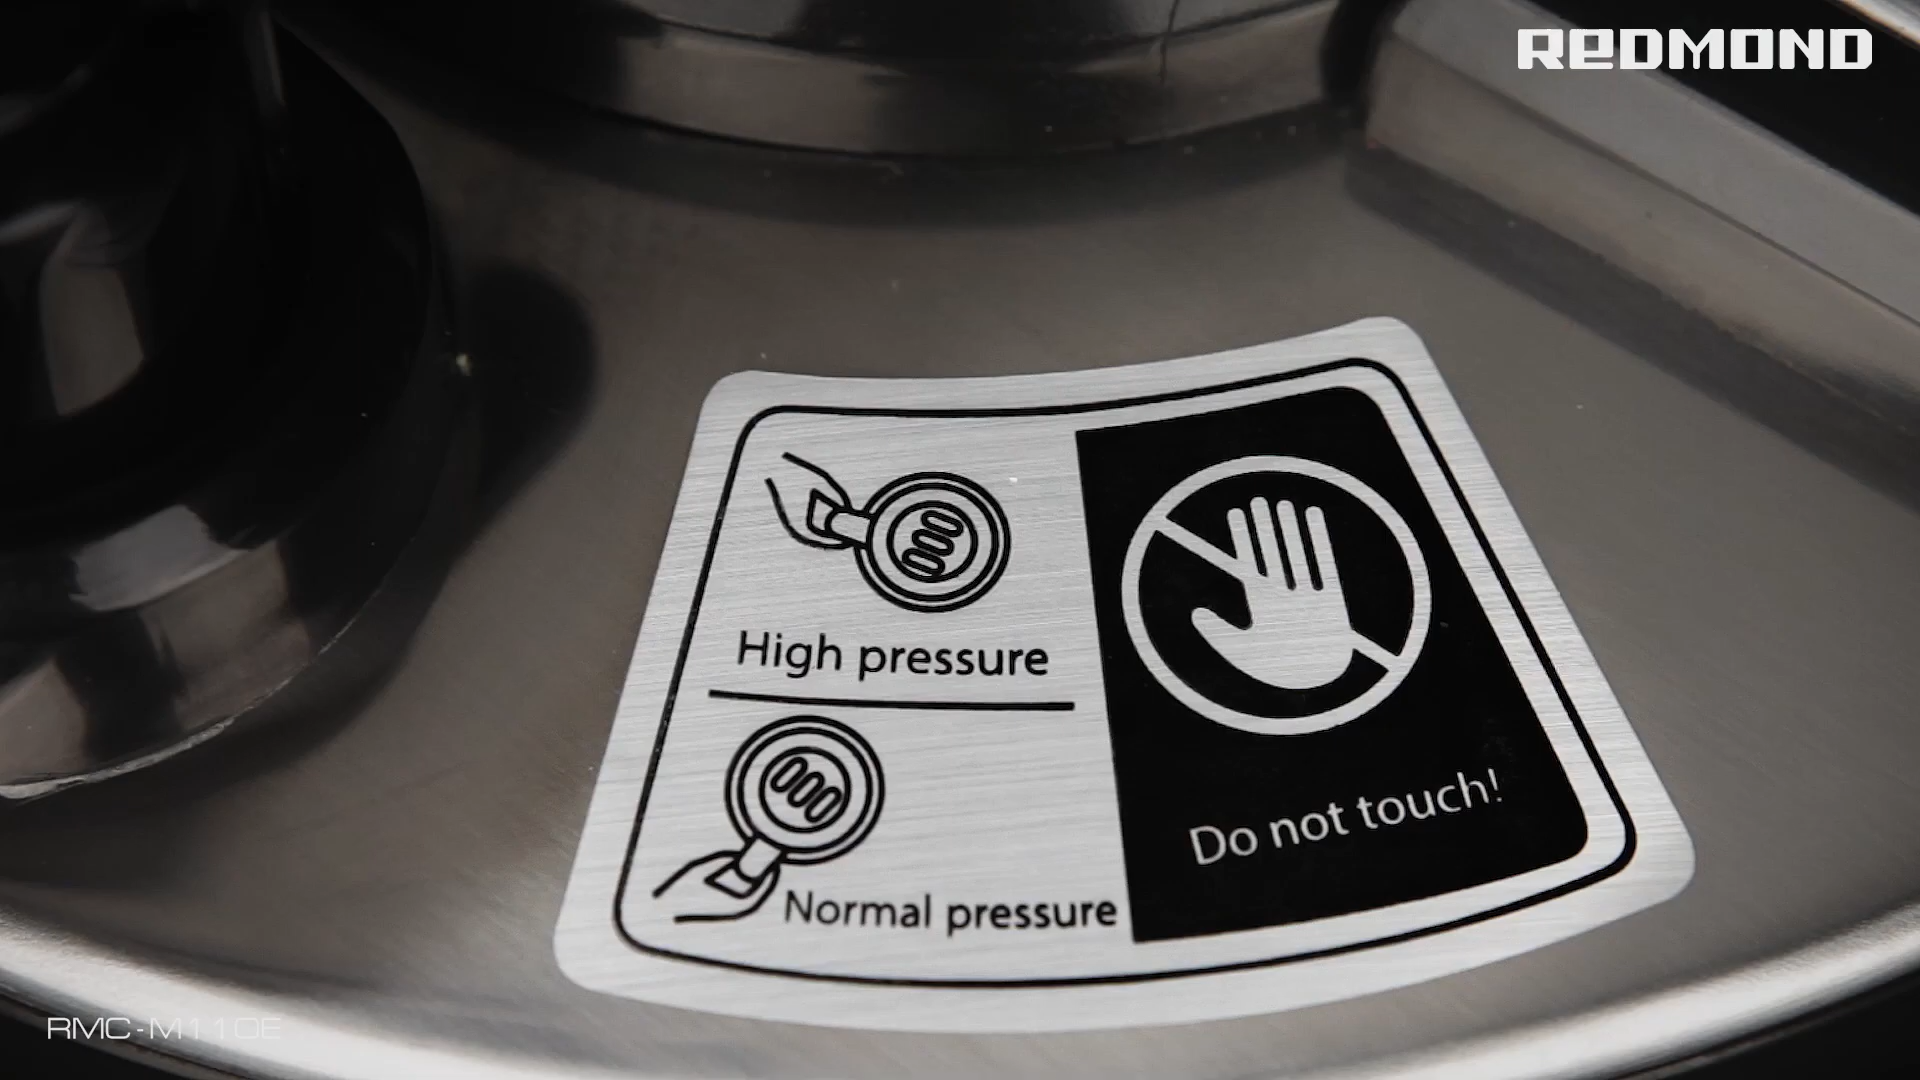 REDMOND
High pressure
Normal pressure
Do not touch!
RMC-M110E